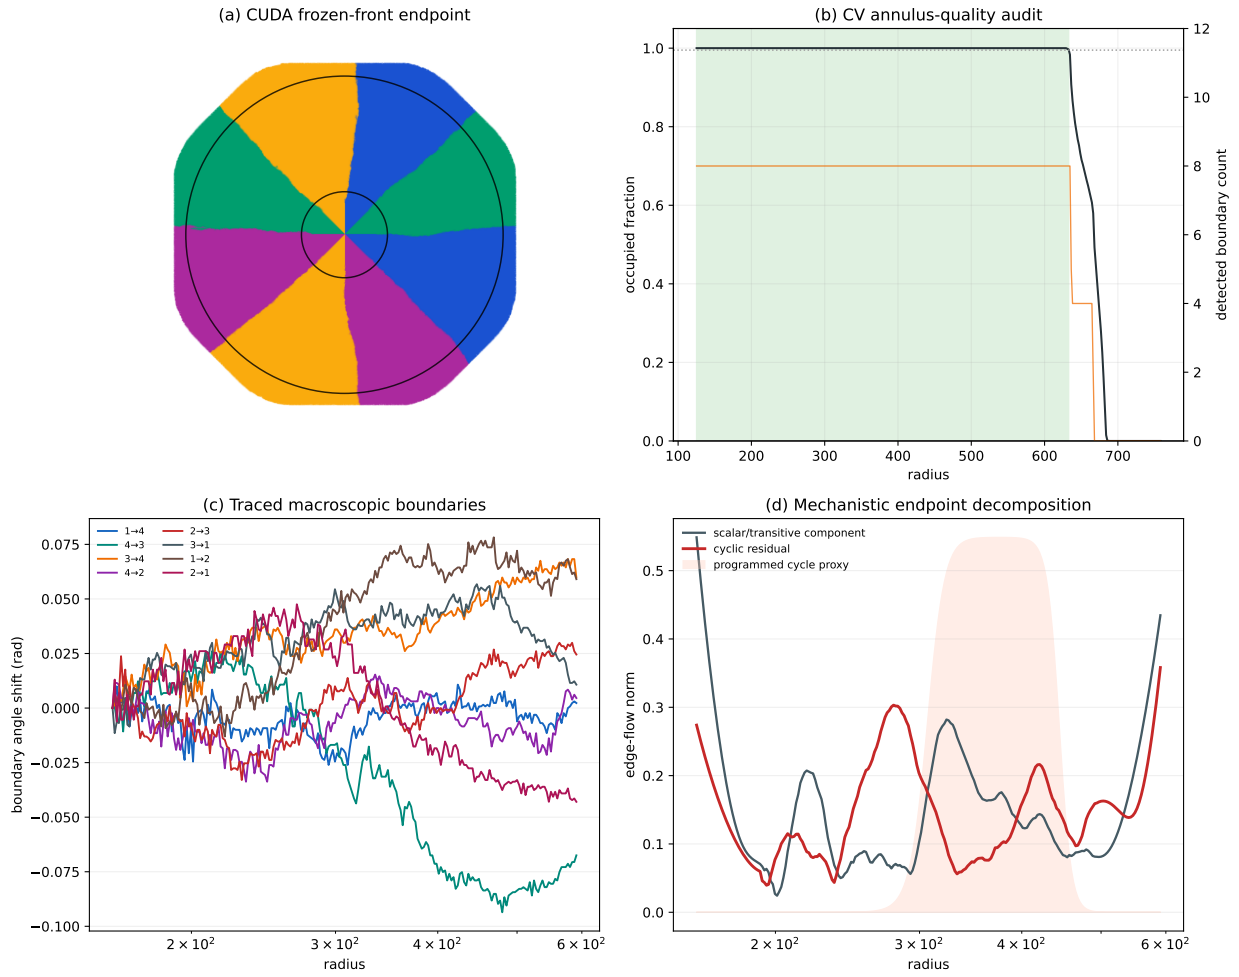 (a) CUDA frozen-front endpoint
(b) CV annulus-quality audit
1.0
0.8
0.6
0.4
0.2
0.0
occupied fraction
12
10
8
6
4
2
0
detected boundary count
100 200 300 400 500 600 700
radius
(c) Traced macroscopic boundaries
1→4
4→3
3→4
4→2
2→3
3→1
1→2
2→1
0.075
0.050
0.025
0.000
−0.025
−0.050
−0.075
−0.100
boundary angle shift (rad)
2 × 10² 3 × 10² 4 × 10² 6 × 10²
radius
(d) Mechanistic endpoint decomposition
scalar/transitive component
cyclic residual
programmed cycle proxy
0.5
0.4
0.3
0.2
0.1
0.0
edge-flow norm
2 × 10² 3 × 10² 4 × 10² 6 × 10²
radius